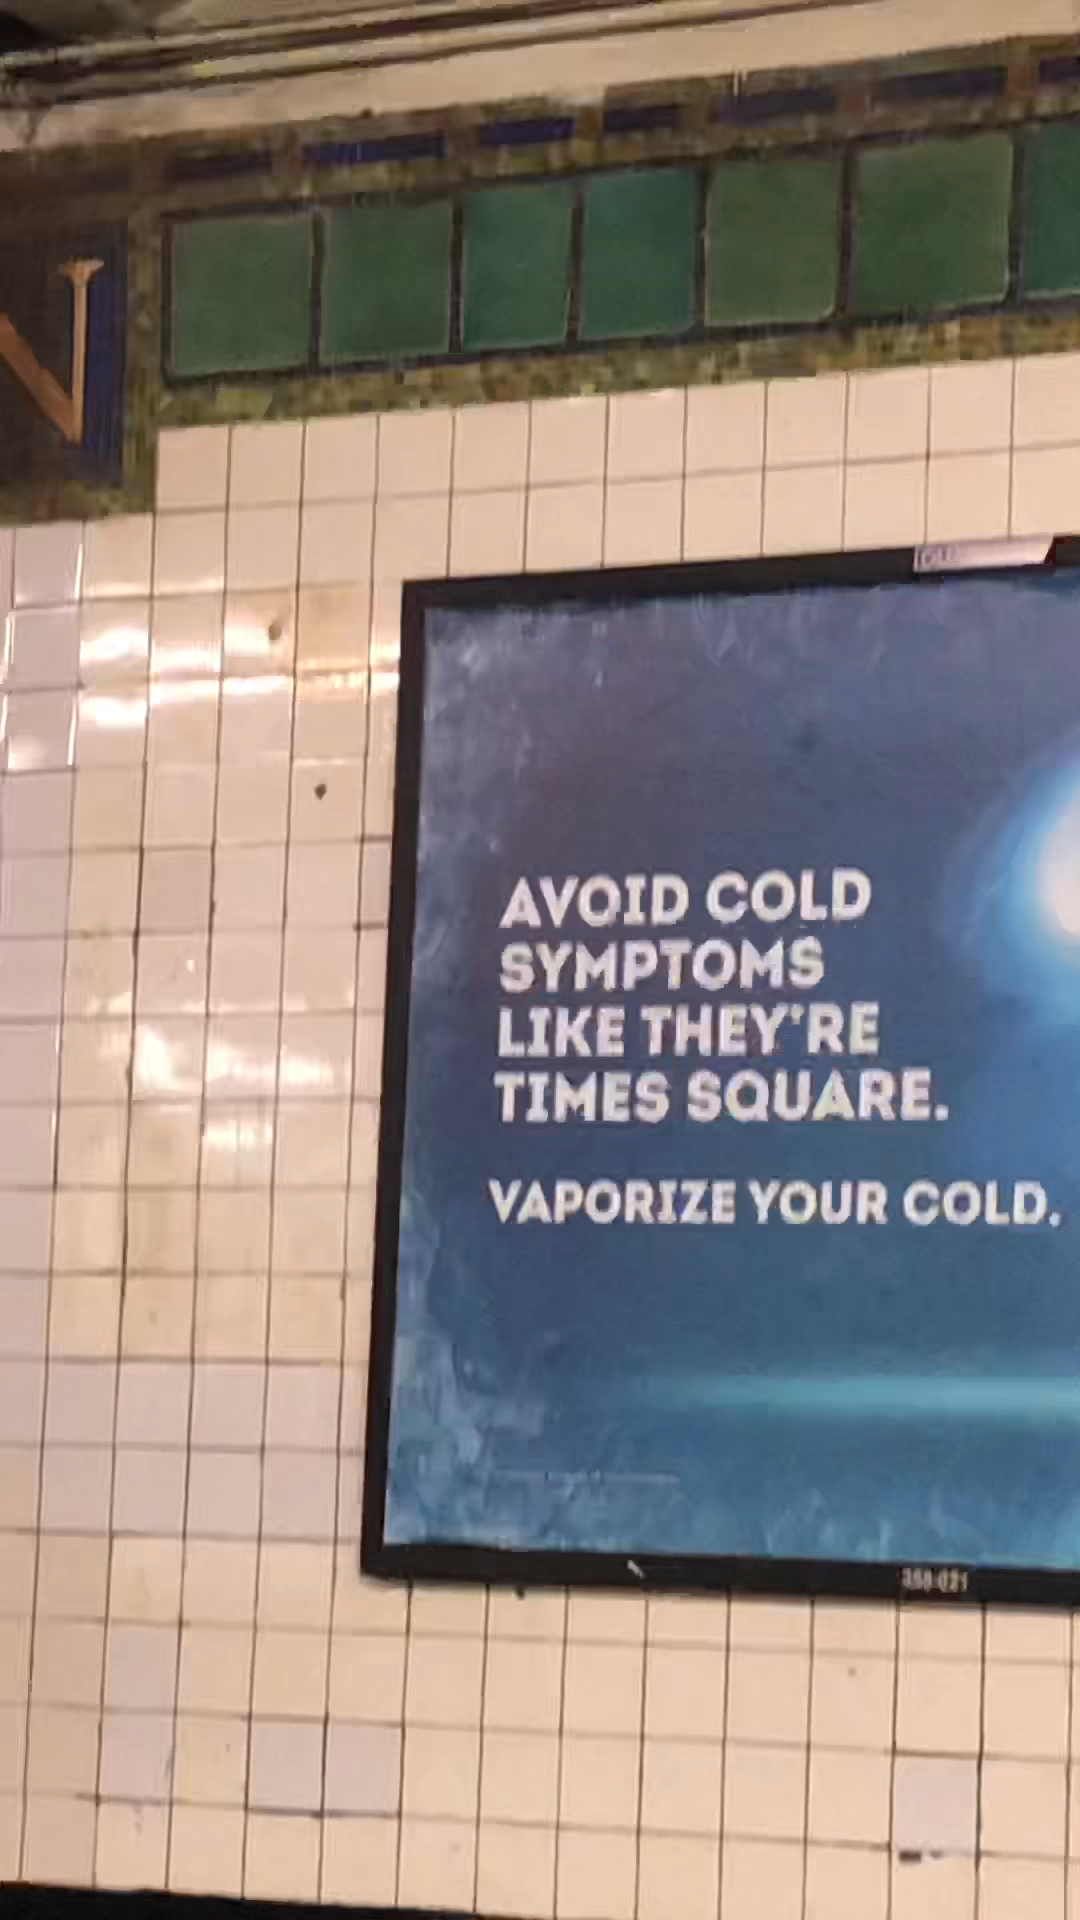 N
AVOID COLD
SYMPTOMS
LIKE THEY'RE
TIMES SQUARE.
VAPORIZE YOUR COLD.